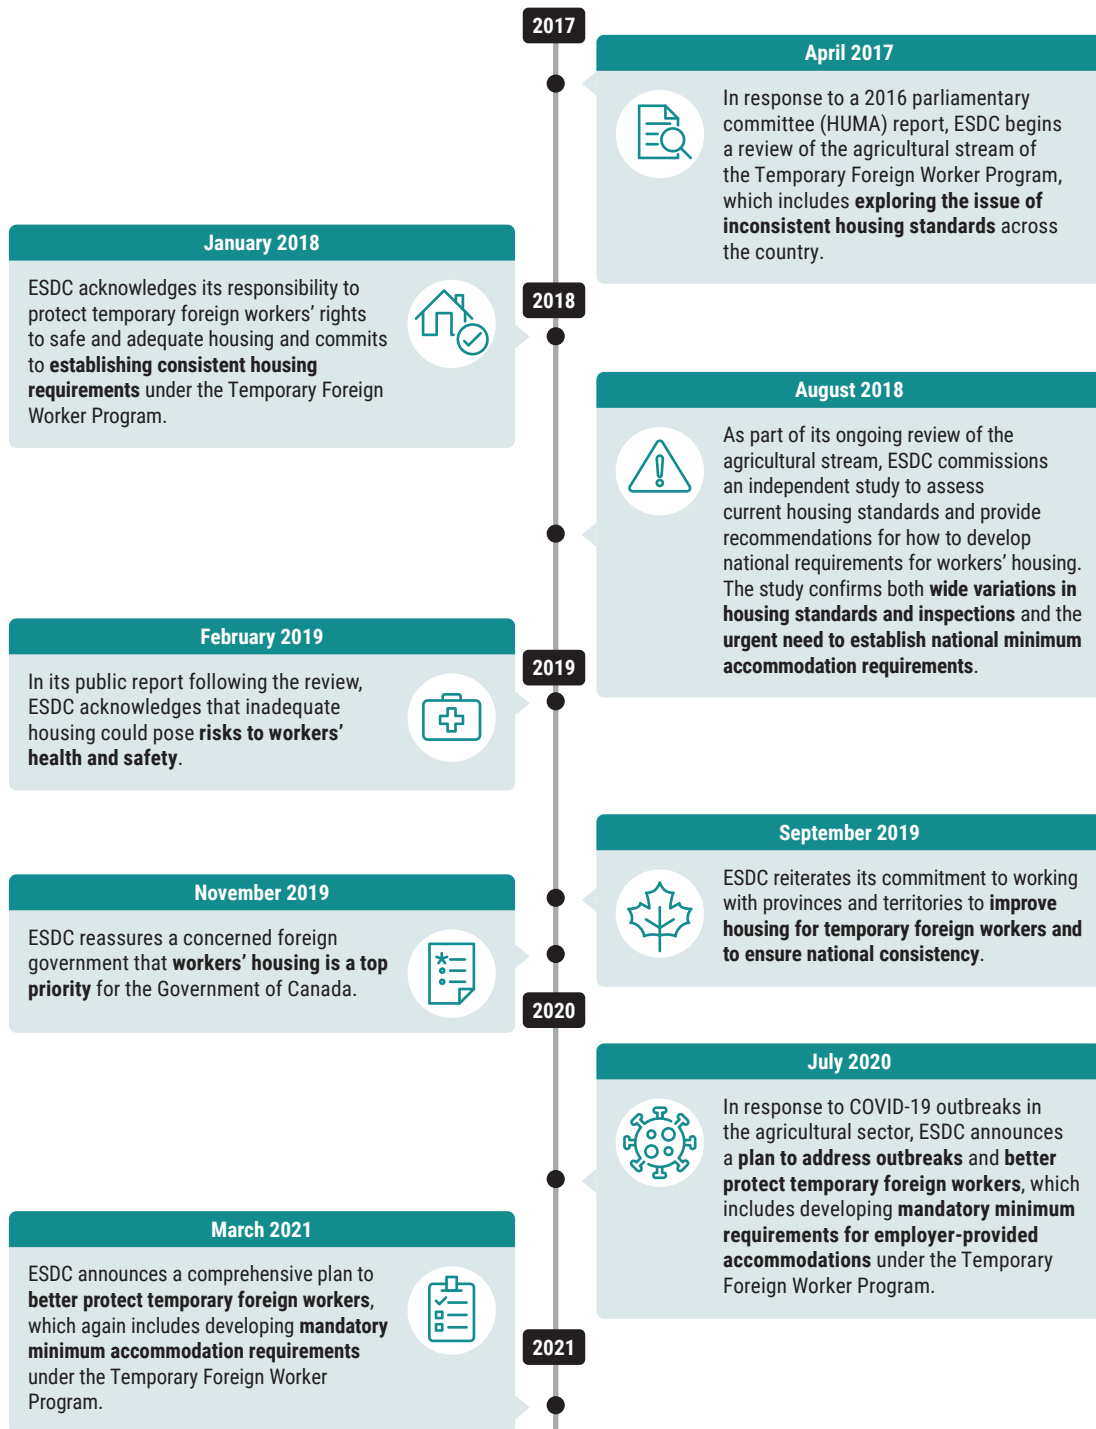 2017
April 2017
In response to a 2016 parliamentary
committee (HUMA) report, ESDC begins
a review of the agricultural stream of
the Temporary Foreign Worker Program,
which includes exploring the issue of
inconsistent housing standards across
the country.
January 2018
ESDC acknowledges its responsibility to
protect temporary foreign workers’ rights
to safe and adequate housing and commits
to establishing consistent housing
requirements under the Temporary Foreign
Worker Program.
2018
August 2018
As part of its ongoing review of the
agricultural stream, ESDC commissions
an independent study to assess
current housing standards and provide
recommendations for how to develop
national requirements for workers’ housing.
The study confirms both wide variations in
housing standards and inspections and the
urgent need to establish national minimum
accommodation requirements.
February 2019
In its public report following the review,
ESDC acknowledges that inadequate
housing could pose risks to workers’
health and safety.
2019
September 2019
ESDC reiterates its commitment to working
with provinces and territories to improve
housing for temporary foreign workers and
to ensure national consistency.
November 2019
ESDC reassures a concerned foreign
government that workers’ housing is a top
priority for the Government of Canada.
2020
July 2020
In response to COVID-19 outbreaks in
the agricultural sector, ESDC announces
a plan to address outbreaks and better
protect temporary foreign workers, which
includes developing mandatory minimum
requirements for employer-provided
accommodations under the Temporary
Foreign Worker Program.
March 2021
ESDC announces a comprehensive plan to
better protect temporary foreign workers,
which again includes developing mandatory
minimum accommodation requirements
under the Temporary Foreign Worker
Program.
2021